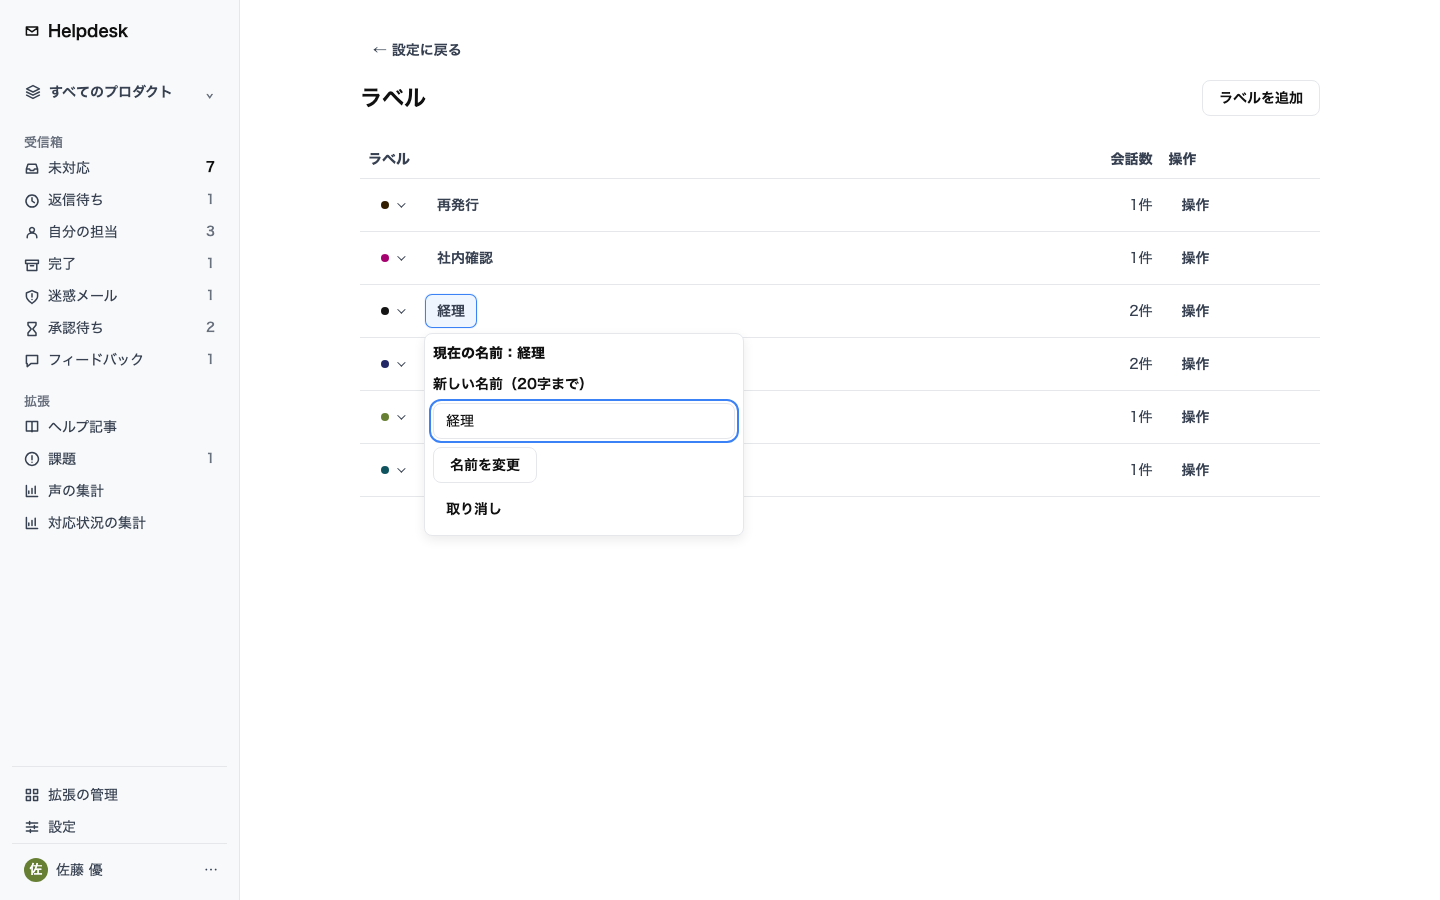 Helpdesk
すべてのプロダクト
受信箱
未対応 7
返信待ち 1
自分の担当 3
完了 1
迷惑メール 1
承認待ち 2
フィードバック 1
拡張
ヘルプ記事
課題 1
声の集計
対応状況の集計
拡張の管理
設定
佐 佐藤 優 …
← 設定に戻る
ラベル
ラベルを追加
ラベル 会話数 操作
再発行 1件 操作
社内確認 1件 操作
経理 2件 操作
2件 操作
1件 操作
1件 操作
現在の名前：経理
新しい名前（20字まで）
経理
名前を変更
取り消し